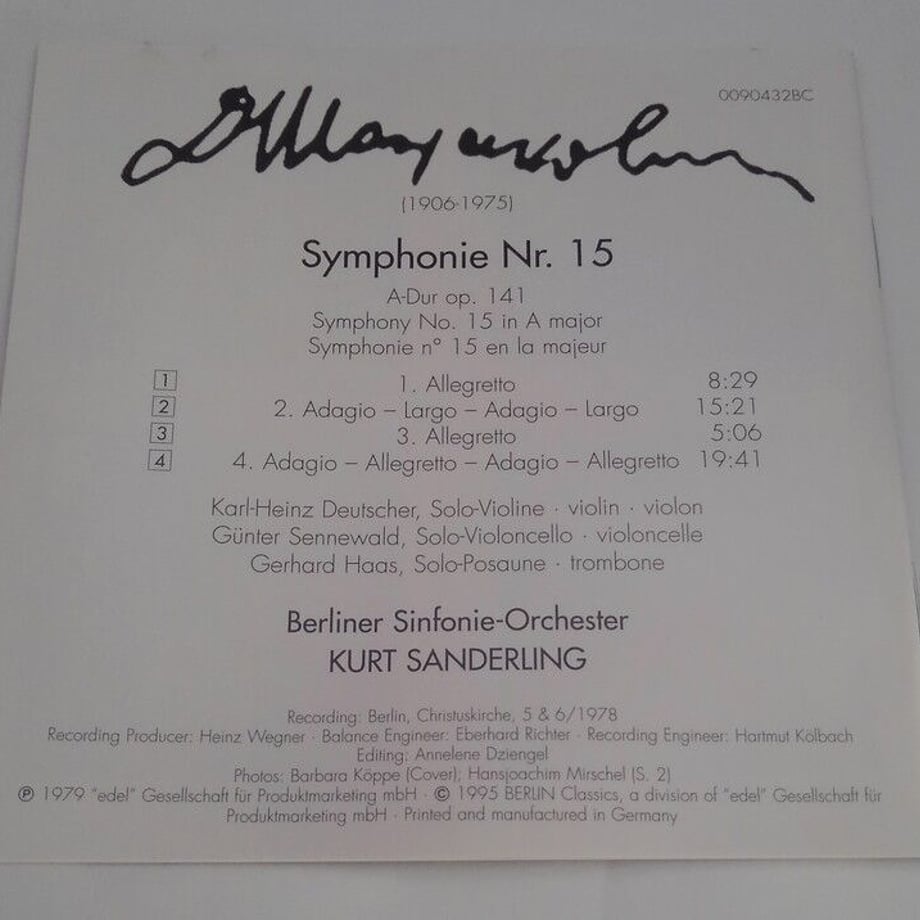 0090432BC
(1906-1975)
Symphonie Nr. 15
A-Dur op. 141
Symphony No. 15 in A major
Symphonie n° 15 en la majeur
1 1. Allegretto 8:29
2 2. Adagio – Largo – Adagio – Largo 15:21
3 3. Allegretto 5:06
4 4. Adagio – Allegretto – Adagio – Allegretto 19:41
Karl-Heinz Deutscher, Solo-Violine · violin · violon
Günter Sennewald, Solo-Violoncello · violoncelle
Gerhard Haas, Solo-Posaune · trombone
Berliner Sinfonie-Orchester
KURT SANDERLING
Recording: Berlin, Christuskirche, 5 & 6/1978
Recording Producer: Heinz Wegner · Balance Engineer: Eberhard Richter · Recording Engineer: Hartmut Kölbach
Editing: Annelene Dziengel
Photos: Barbara Köppe (Cover); Hansjoachim Mirschel (S. 2)
℗ 1979 "edel" Gesellschaft für Produktmarketing mbH · © 1995 BERLIN Classics, a division of "edel" Gesellschaft für
Produktmarketing mbH · Printed and manufactured in Germany